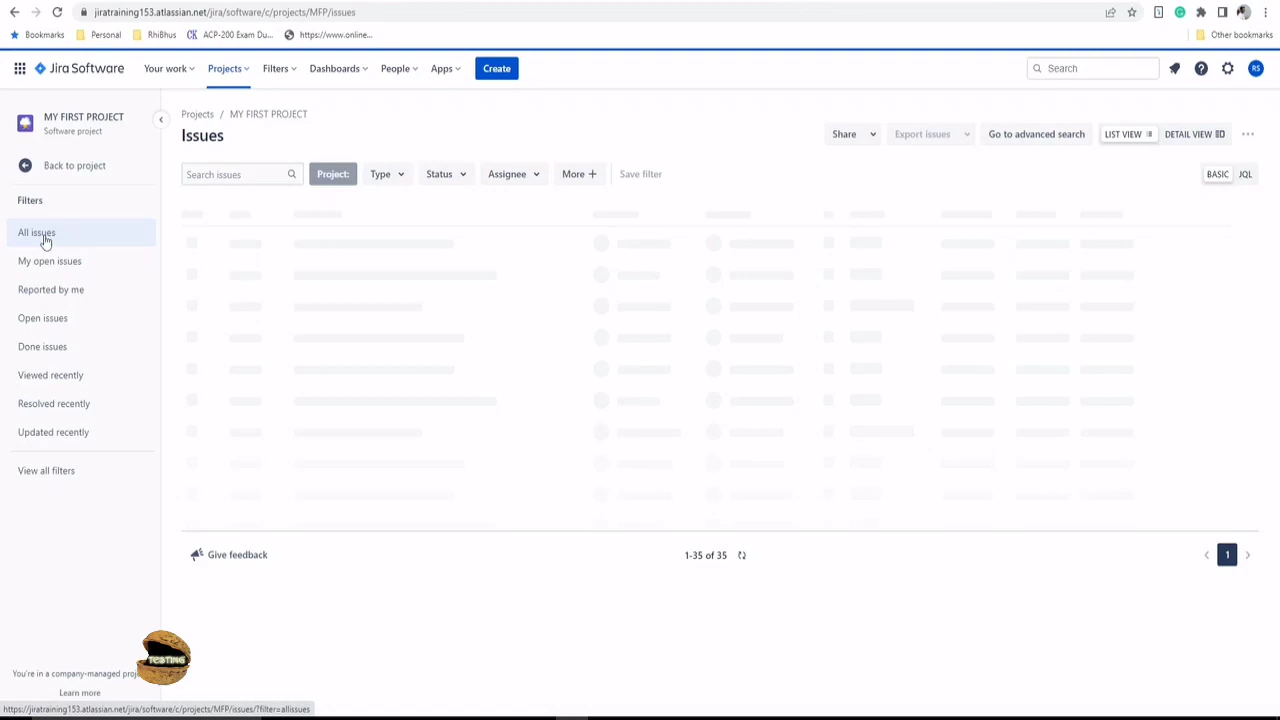 jiratraining153.atlassian.net/jira/software/c/projects/MFP/issues
Bookmarks Personal RhiBhus ACP-200 Exam Du... https://www.online... Other bookmarks
Jira Software Your work Projects Filters Dashboards People Apps Create Search RS
MY FIRST PROJECT
Software project
Back to project
Filters
All issues
My open issues
Reported by me
Open issues
Done issues
Viewed recently
Resolved recently
Updated recently
View all filters
You're in a company-managed proj
Learn more
Projects / MY FIRST PROJECT
Issues
Share Export issues Go to advanced search LIST VIEW DETAIL VIEW
Search issues Project: Type Status Assignee More + Save filter BASIC JQL
Give feedback 1-35 of 35 1
TESTING
https://jiratraining153.atlassian.net/jira/software/c/projects/MFP/issues/?filter=allissues